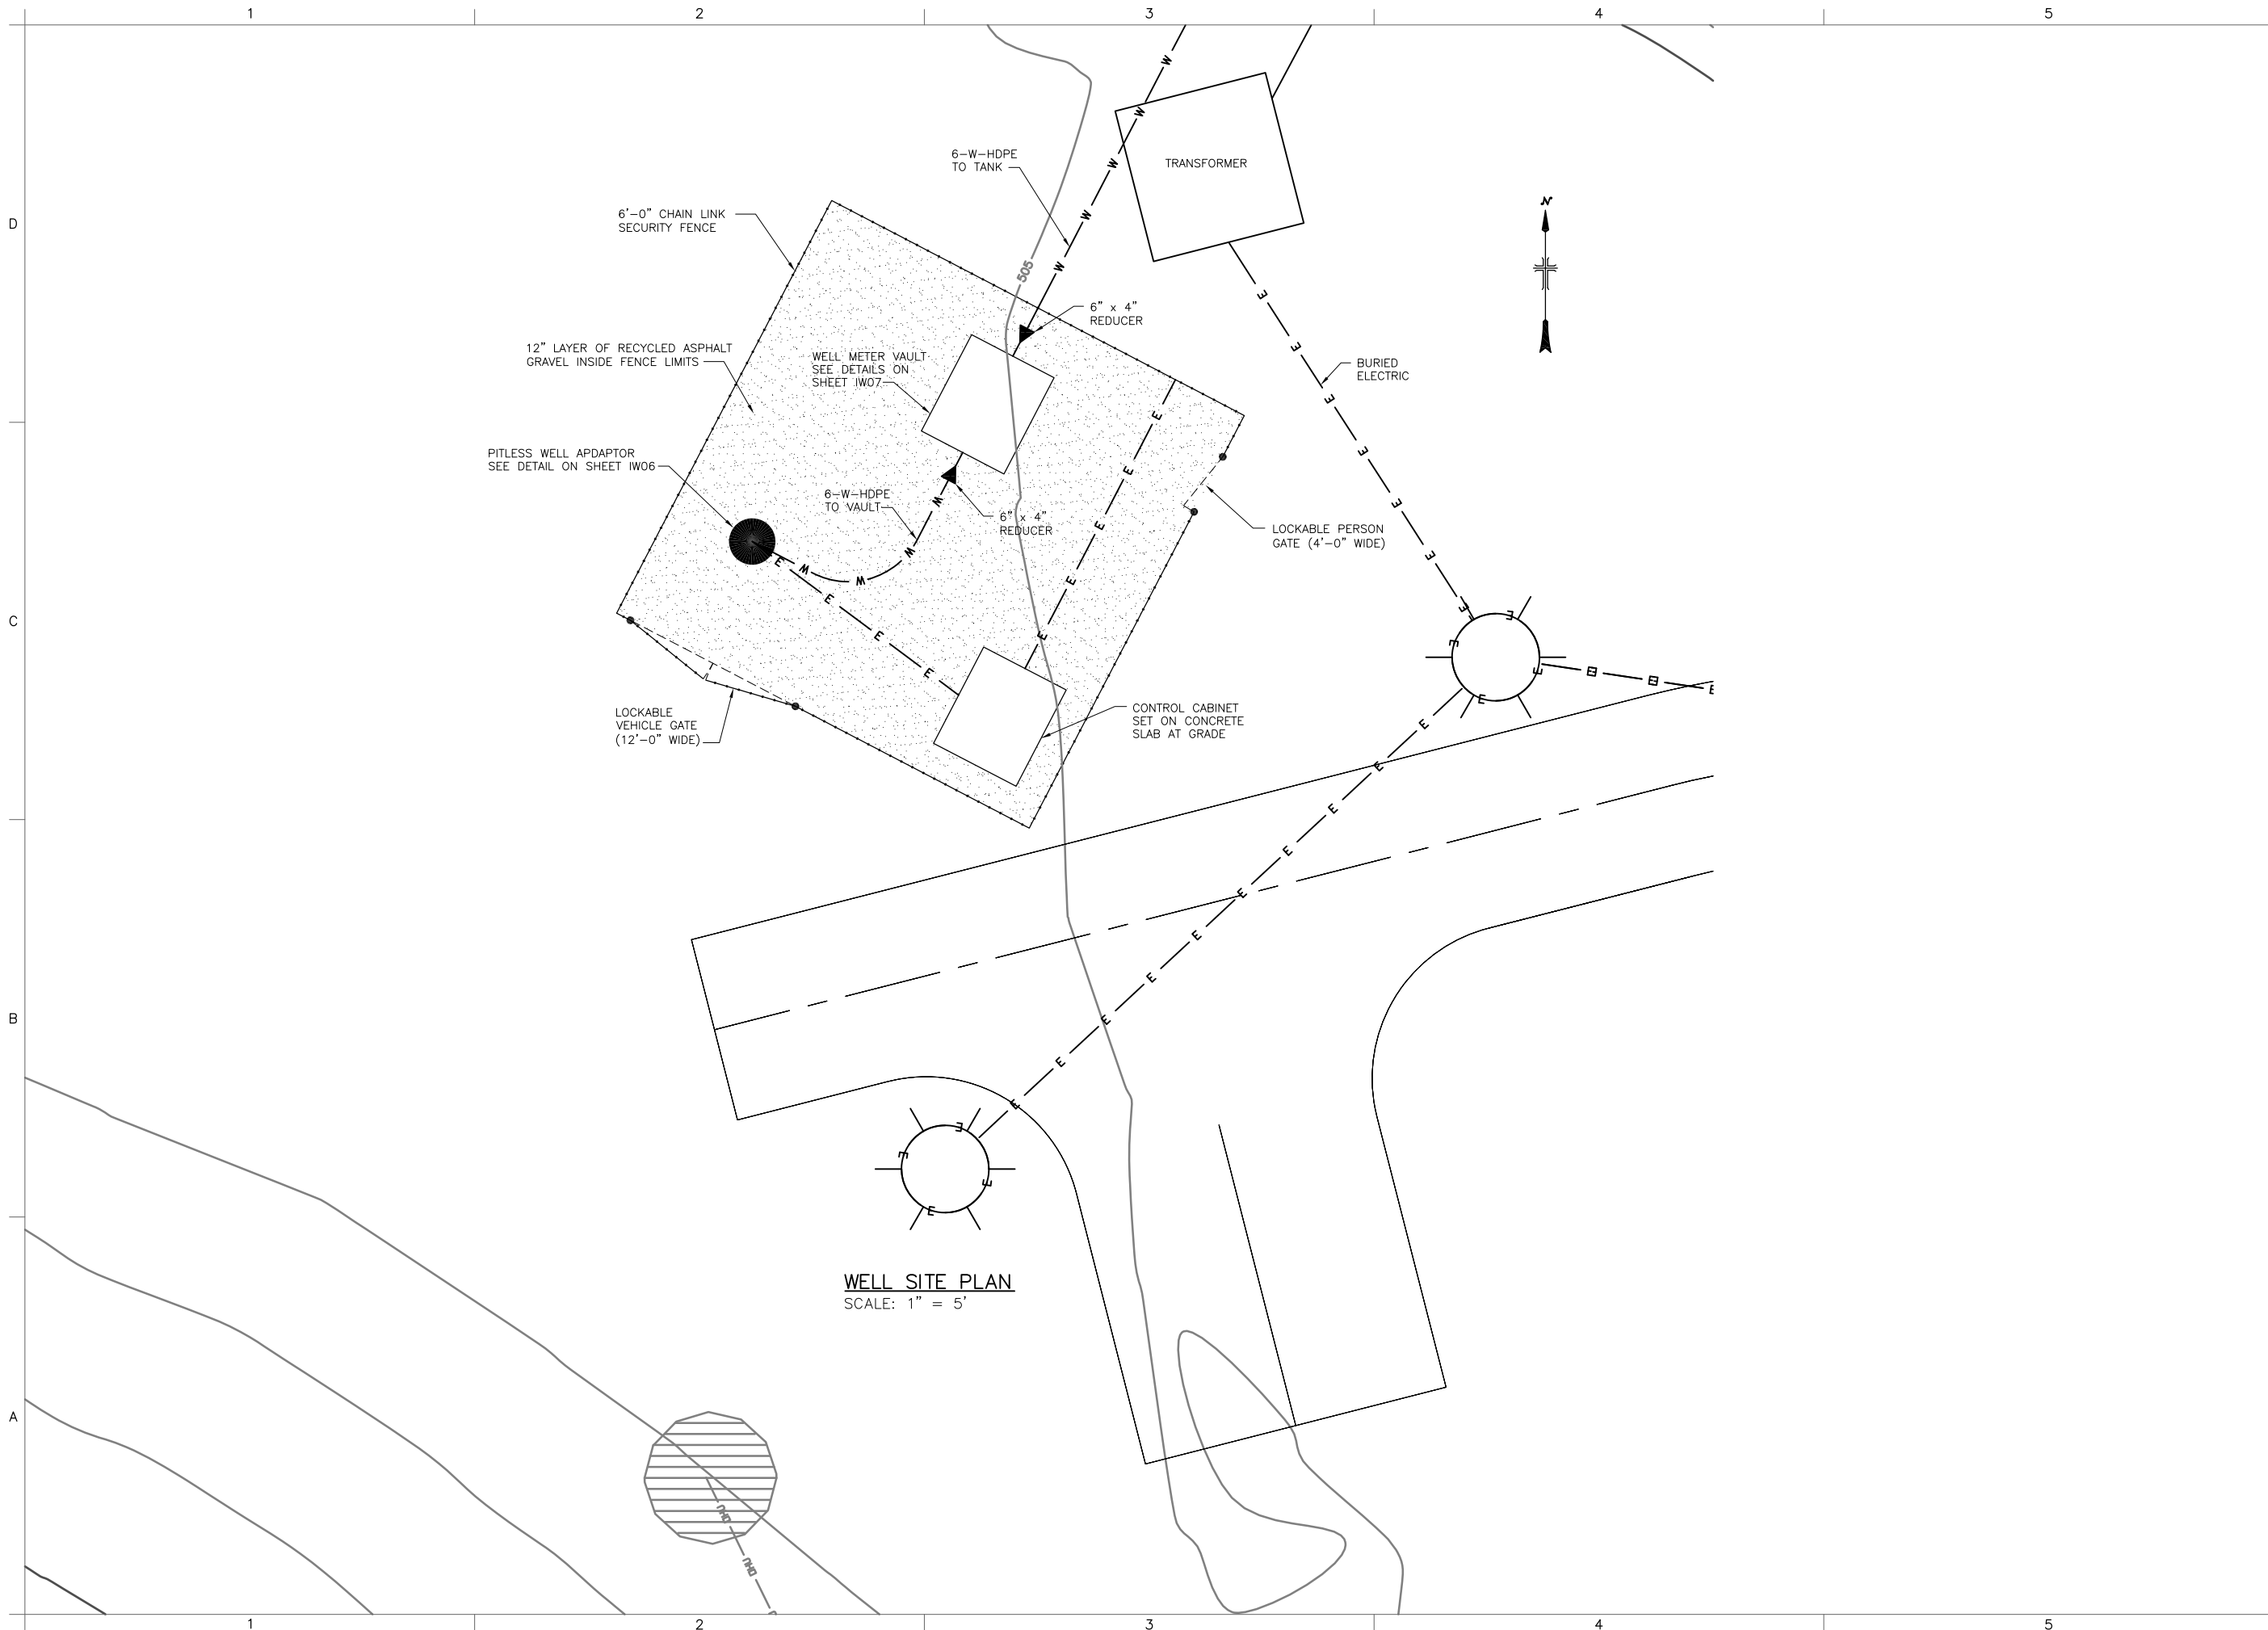 1 2 3 4 5
6-W-HDPE
TO TANK
TRANSFORMER
N
D
6'-0" CHAIN LINK
SECURITY FENCE
505
6" x 4"
REDUCER
12" LAYER OF RECYCLED ASPHALT
GRAVEL INSIDE FENCE LIMITS
WELL METER VAULT
SEE DETAILS ON
SHEET IW07
BURIED
ELECTRIC
PITLESS WELL APDAPTOR
SEE DETAIL ON SHEET IW06
6-W-HDPE
TO VAULT
6" x 4"
REDUCER
LOCKABLE PERSON
GATE (4'-0" WIDE)
C
LOCKABLE
VEHICLE GATE
(12'-0" WIDE)
CONTROL CABINET
SET ON CONCRETE
SLAB AT GRADE
B
WELL SITE PLAN
SCALE: 1" = 5'
A
OHU
OHU
1 2 3 4 5
W W W W W W
W W W W
E E E E
E E E E E
E E E E E E E
E E E E E E E E E E
E E E E E
E E E E E